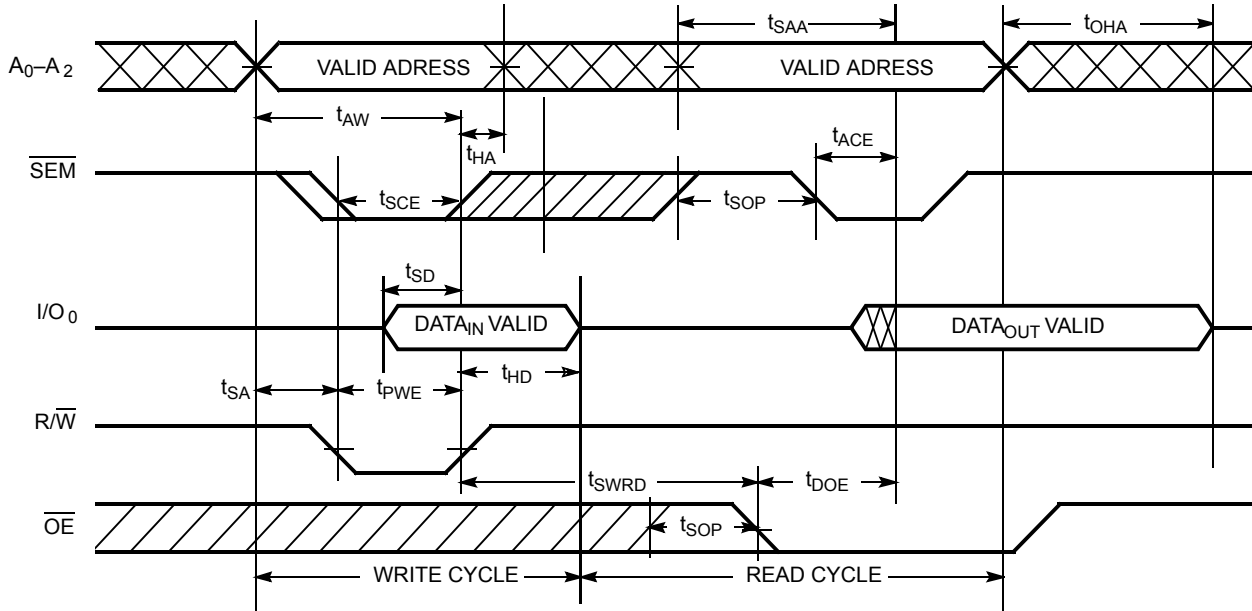 tSAA tOHA
A0–A2 VALID ADRESS VALID ADRESS
tAW tHA tACE
SEM tSCE tSOP
tSD
I/O0 DATAIN VALID DATAOUT VALID
tSA tPWE tHD
R/W
tSWRD tDOE
OE tSOP
WRITE CYCLE READ CYCLE